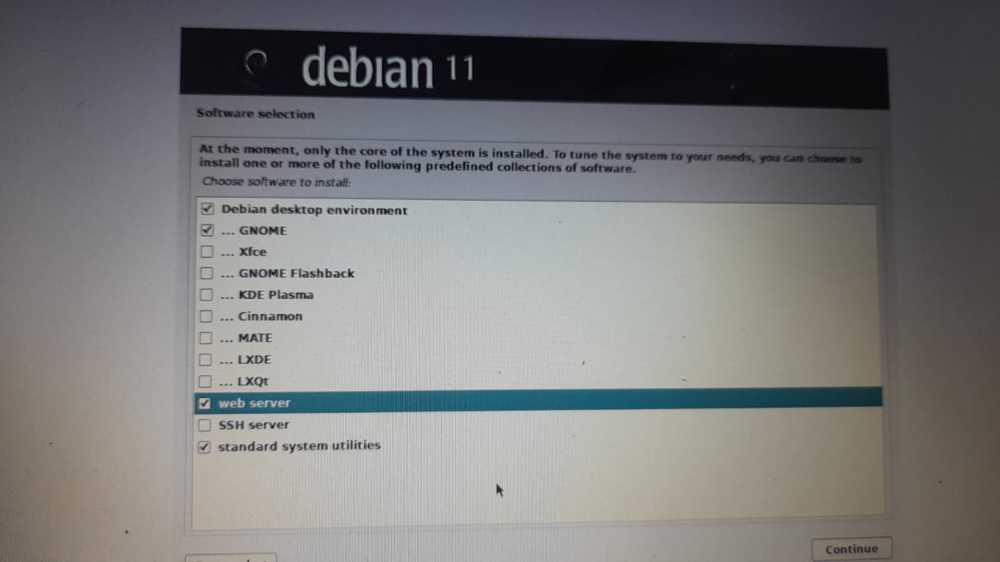 debian 11
Software selection
At the moment, only the core of the system is installed. To tune the system to your needs, you can choose to
install one or more of the following predefined collections of software.
Choose software to install:
Debian desktop environment
... GNOME
... Xfce
... GNOME Flashback
... KDE Plasma
... Cinnamon
... MATE
... LXDE
... LXQt
web server
SSH server
standard system utilities
Continue